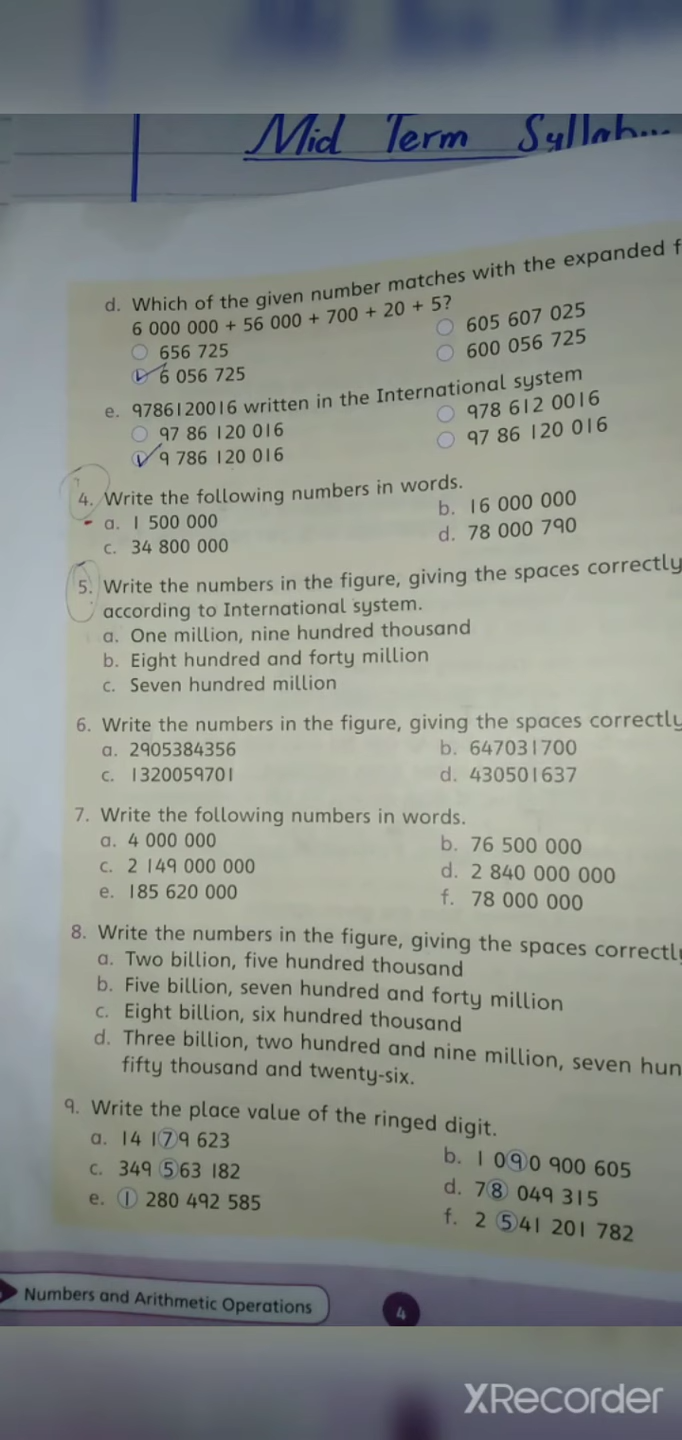 Mid Term
d. Which of the given number matches with the expanded
6 000 000 + 56 000 + 700 + 20 + 5?
656 725
605 607 025
6 056 725
600 056 725
e. 9786120016 written in the International system
97 86 120 016
978 612 0016
9 786 120 016
97 86 120 016
4. Write the following numbers in words.
a. 1 500 000
b. 16 000 000
c. 34 800 000
d. 78 000 790
5. Write the numbers in the figure, giving the spaces correctly
according to International system.
a. One million, nine hundred thousand
b. Eight hundred and forty million
c. Seven hundred million
6. Write the numbers in the figure, giving the spaces correctly
a. 2905384356
b. 647031700
c. 1320059701
d. 430501637
7. Write the following numbers in words.
a. 4 000 000
b. 76 500 000
c. 2 149 000 000
d. 2 840 000 000
e. 185 620 000
f. 78 000 000
8. Write the numbers in the figure, giving the spaces correctly
a. Two billion, five hundred thousand
b. Five billion, seven hundred and forty million
c. Eight billion, six hundred thousand
d. Three billion, two hundred and nine million, seven hun
fifty thousand and twenty-six.
9. Write the place value of the ringed digit.
a. 14 179 623
b. 1 090 900 605
c. 349 563 182
d. 78 049 315
e. 1 280 492 585
f. 2 541 201 782
Numbers and Arithmetic Operations
4
XRecorder